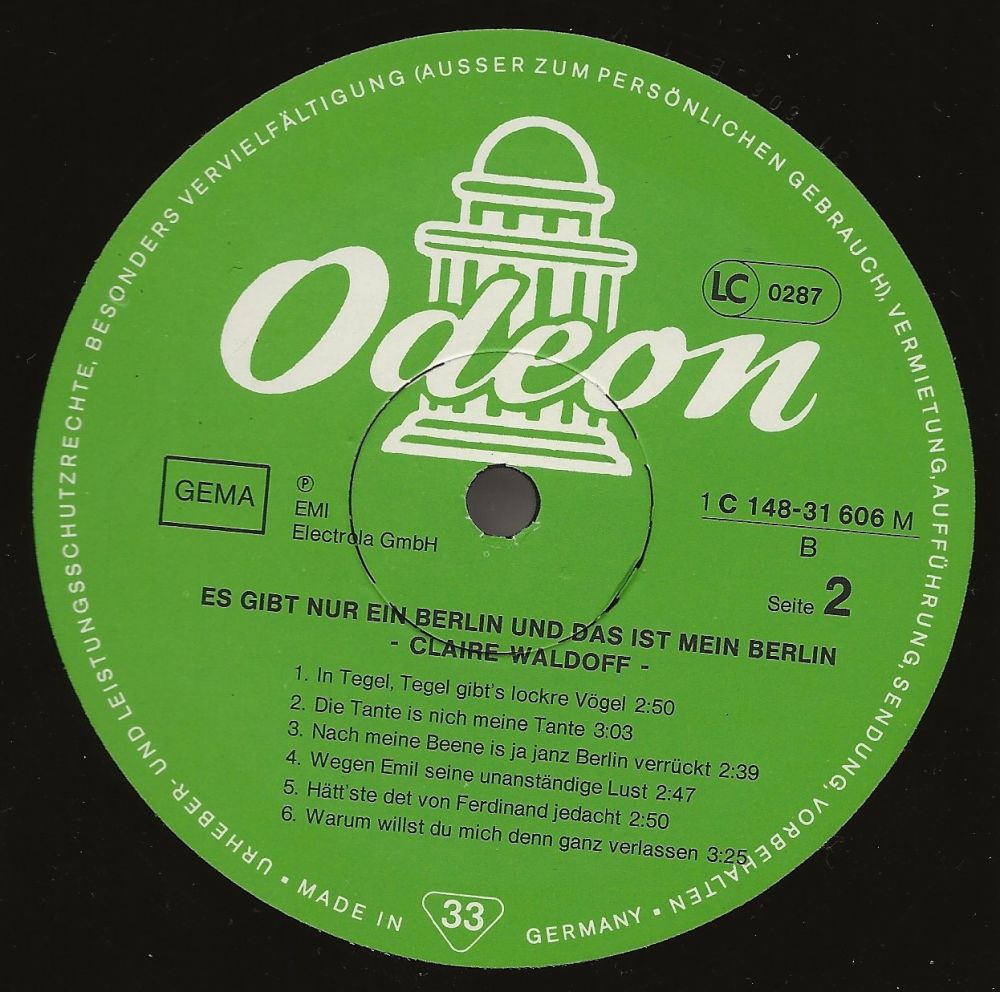 URHEBER- UND LEISTUNGSSCHUTZRECHTE, BESONDERS VERVIELFÄLTIGUNG (AUSSER ZUM PERSÖNLICHEN GEBRAUCH), VERMIETUNG, AUFFÜHRUNG, SENDUNG, VORBEHALTEN ▪
Odeon
LC 0287
GEMA
℗
EMI
Electrola GmbH
1 C 148-31 606 M
B
Seite 2
ES GIBT NUR EIN BERLIN UND DAS IST MEIN BERLIN
- CLAIRE WALDOFF -
1. In Tegel, Tegel gibt's lockre Vögel 2:50
2. Die Tante is nich meine Tante 3:03
3. Nach meine Beene is ja janz Berlin verrückt 2:39
4. Wegen Emil seine unanständige Lust 2:47
5. Hätt'ste det von Ferdinand jedacht 2:50
6. Warum willst du mich denn ganz verlassen 3:25
▪ MADE IN 33 GERMANY